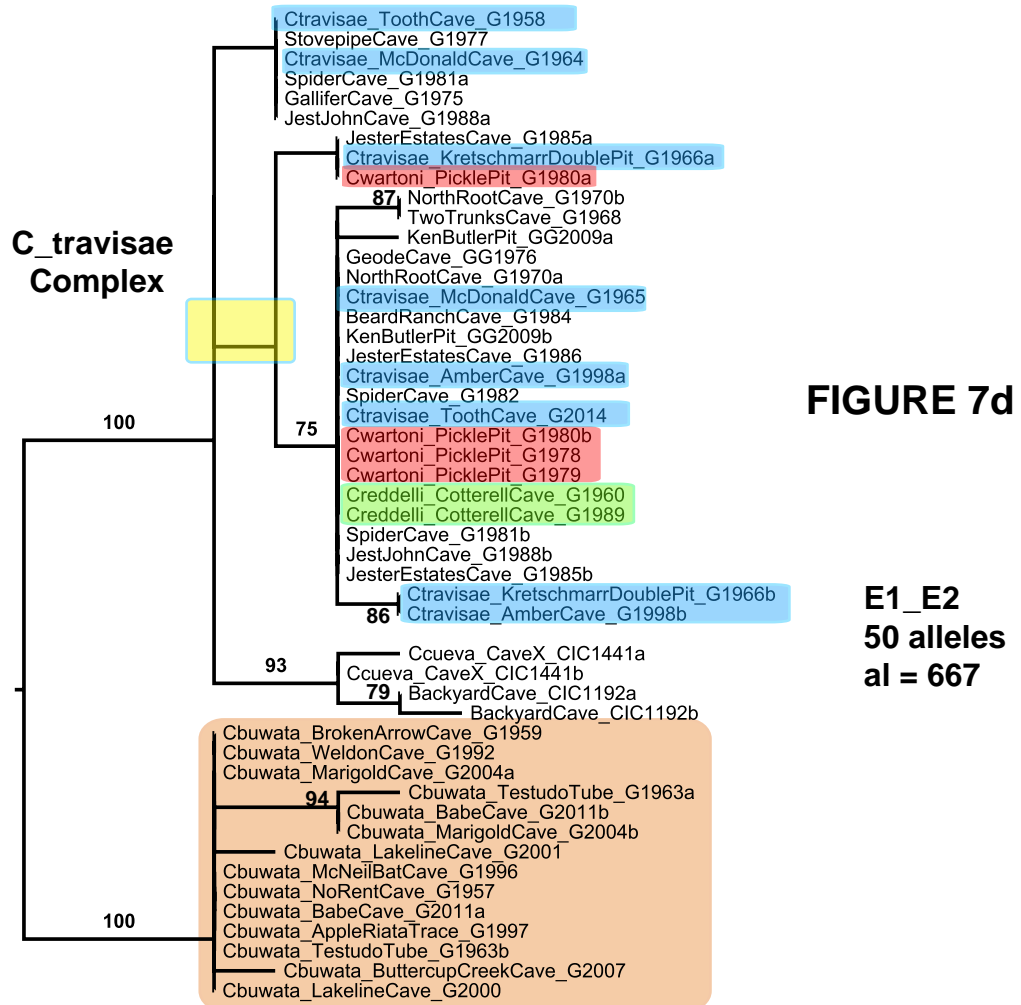 Ctravisae_ToothCave_G1958
StovepipeCave_G1977
Ctravisae_McDonaldCave_G1964
SpiderCave_G1981a
GalliferCave_G1975
JestJohnCave_G1988a
JesterEstatesCave_G1985a
Ctravisae_KretschmarrDoublePit_G1966a
Cwartoni_PicklePit_G1980a
87
NorthRootCave_G1970b
TwoTrunksCave_G1968
KenButlerPit_GG2009a
C_travisae
Complex
GeodeCave_GG1976
NorthRootCave_G1970a
Ctravisae_McDonaldCave_G1965
BeardRanchCave_G1984
KenButlerPit_GG2009b
JesterEstatesCave_G1986
Ctravisae_AmberCave_G1998a
SpiderCave_G1982
FIGURE 7d
Ctravisae_ToothCave_G2014
100
75
Cwartoni_PicklePit_G1980b
Cwartoni_PicklePit_G1978
Cwartoni_PicklePit_G1979
Creddelli_CotterellCave_G1960
Creddelli_CotterellCave_G1989
SpiderCave_G1981b
JestJohnCave_G1988b
JesterEstatesCave_G1985b
Ctravisae_KretschmarrDoublePit_G1966b
Ctravisae_AmberCave_G1998b
86
E1_E2
50 alleles
al = 667
Ccueva_CaveX_CIC1441a
93
Ccueva_CaveX_CIC1441b
79
BackyardCave_CIC1192a
BackyardCave_CIC1192b
Cbuwata_BrokenArrowCave_G1959
Cbuwata_WeldonCave_G1992
Cbuwata_MarigoldCave_G2004a
94
Cbuwata_TestudoTube_G1963a
Cbuwata_BabeCave_G2011b
Cbuwata_MarigoldCave_G2004b
Cbuwata_LakelineCave_G2001
Cbuwata_McNeilBatCave_G1996
Cbuwata_NoRentCave_G1957
Cbuwata_BabeCave_G2011a
100
Cbuwata_AppleRiataTrace_G1997
Cbuwata_TestudoTube_G1963b
Cbuwata_ButtercupCreekCave_G2007
Cbuwata_LakelineCave_G2000